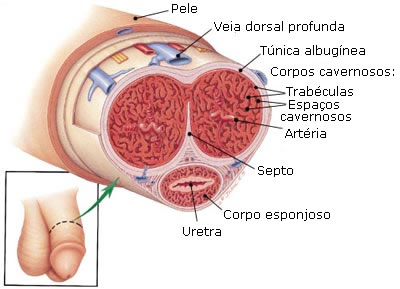 Pele
Veia dorsal profunda
Túnica albugínea
Corpos cavernosos:
Trabéculas
Espaços
cavernosos
Artéria
Septo
Corpo esponjoso
Uretra